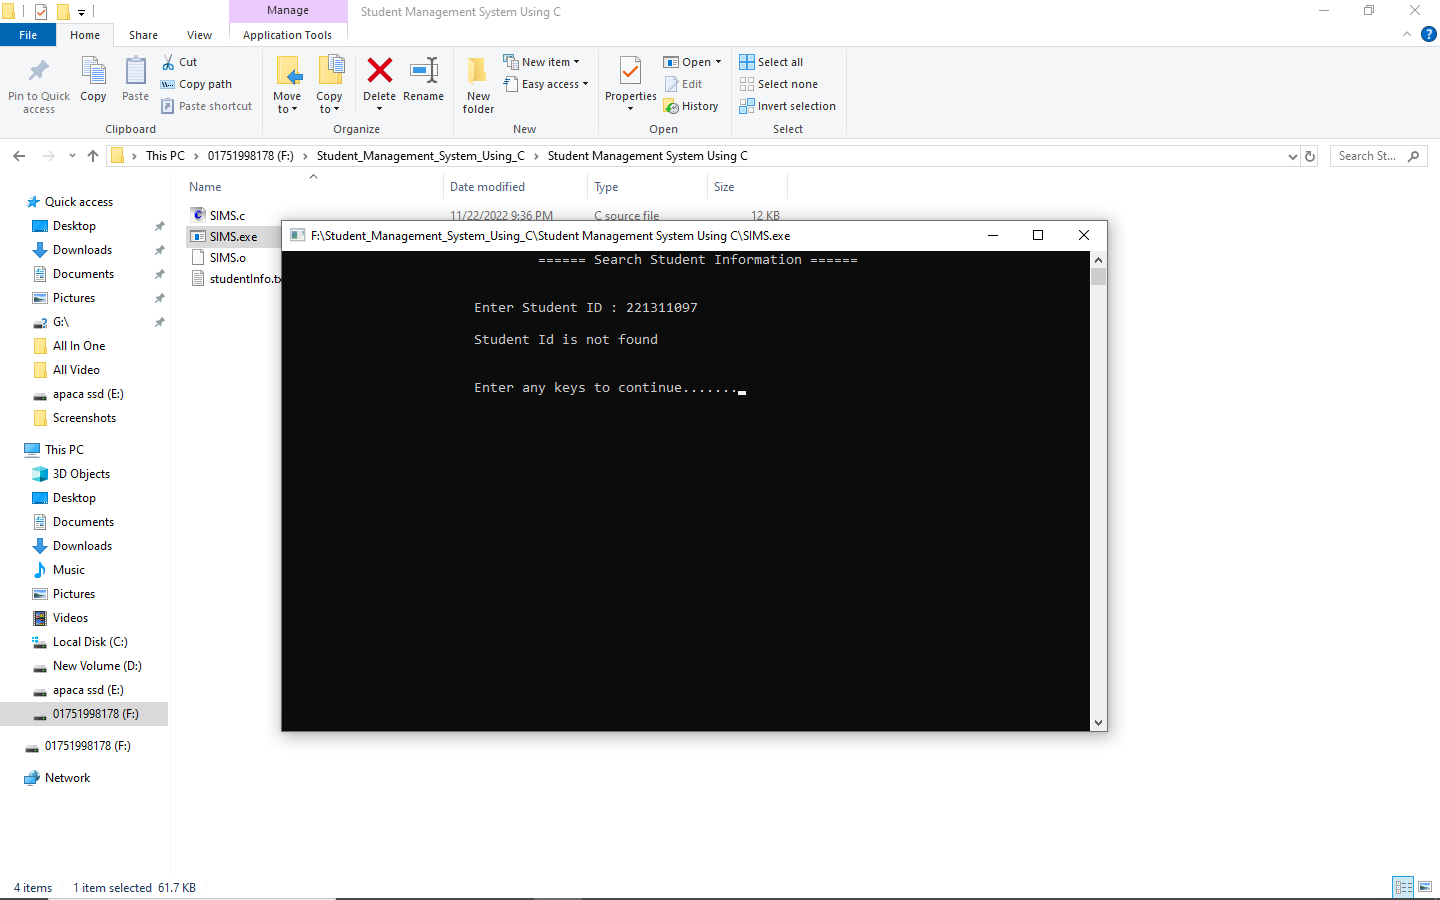 Manage
Student Management System Using C
File Home Share View Application Tools
Pin to Quick access
Copy
Paste
Cut
Copy path
Paste shortcut
Clipboard
Move to
Copy to
Delete
Rename
Organize
New folder
New item
Easy access
New
Properties
Open
Edit
History
Open
Select all
Select none
Invert selection
Select
This PC > 01751998178 (F:) > Student_Management_System_Using_C > Student Management System Using C
Search St...
Name Date modified Type Size
SIMS.c 11/22/2022 9:36 PM C source file 12 KB
SIMS.exe
SIMS.o
studentInfo.tx
Quick access
Desktop
Downloads
Documents
Pictures
G:\
All In One
All Video
apaca ssd (E:)
Screenshots
This PC
3D Objects
Desktop
Documents
Downloads
Music
Pictures
Videos
Local Disk (C:)
New Volume (D:)
apaca ssd (E:)
01751998178 (F:)
01751998178 (F:)
Network
F:\Student_Management_System_Using_C\Student Management System Using C\SIMS.exe
====== Search Student Information ======
Enter Student ID : 221311097
Student Id is not found
Enter any keys to continue.......
4 items 1 item selected 61.7 KB